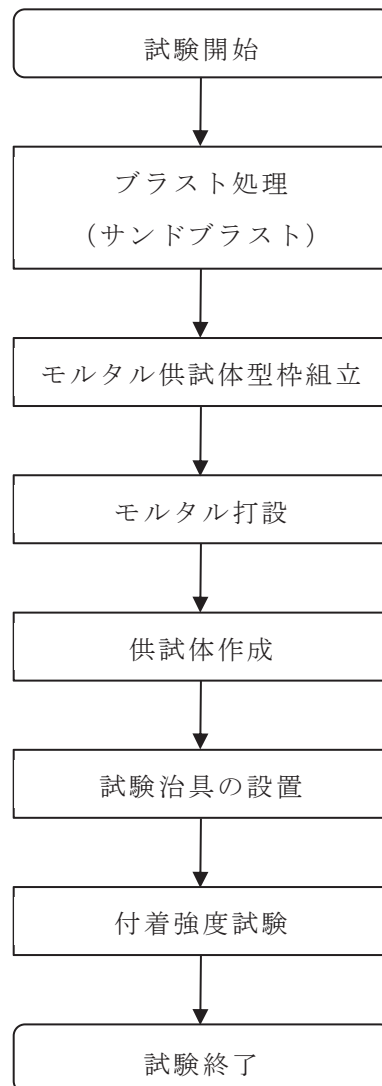 試験開始
ブラスト処理
（サンドブラスト）
モルタル供試体型枠組立
モルタル打設
供試体作成
試験治具の設置
付着強度試験
試験終了